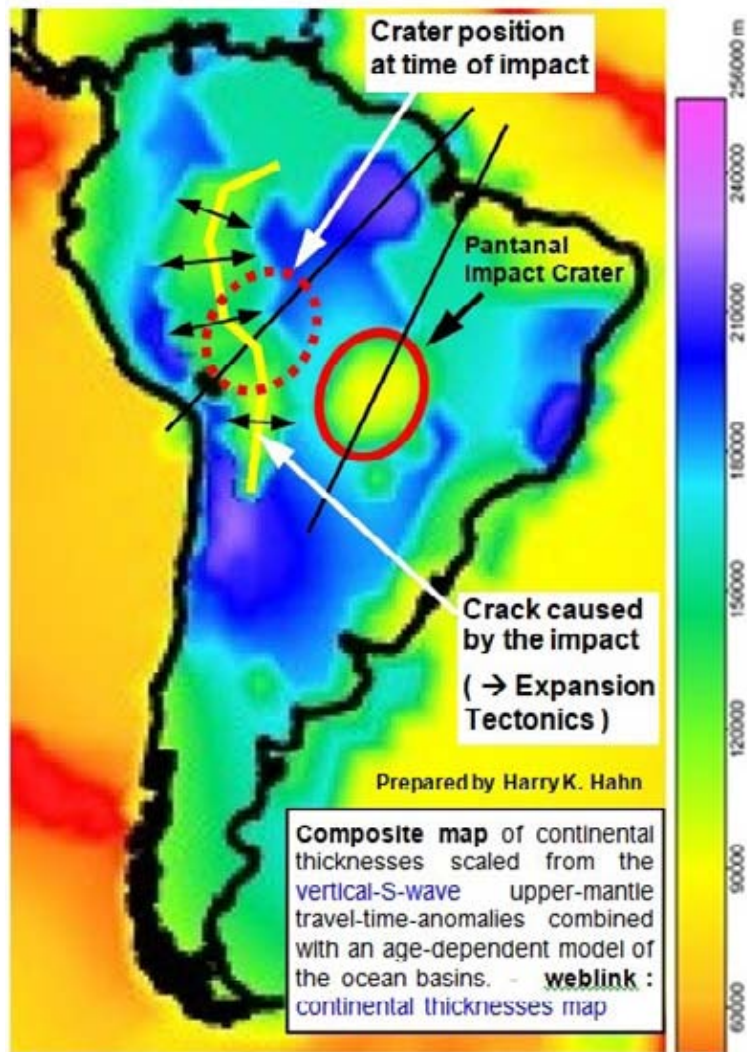 Crater position
at time of impact
256000 m
240000
Pantanal
Impact Crater
210000
180000
150000
Crack caused
by the impact
( → Expansion
Tectonics )
120000
Prepared by Harry K. Hahn
90000
Composite map of continental
thicknesses scaled from the
vertical-S-wave upper-mantle
travel-time-anomalies combined
with an age-dependent model of
the ocean basins. - weblink :
continental thicknesses map
60000